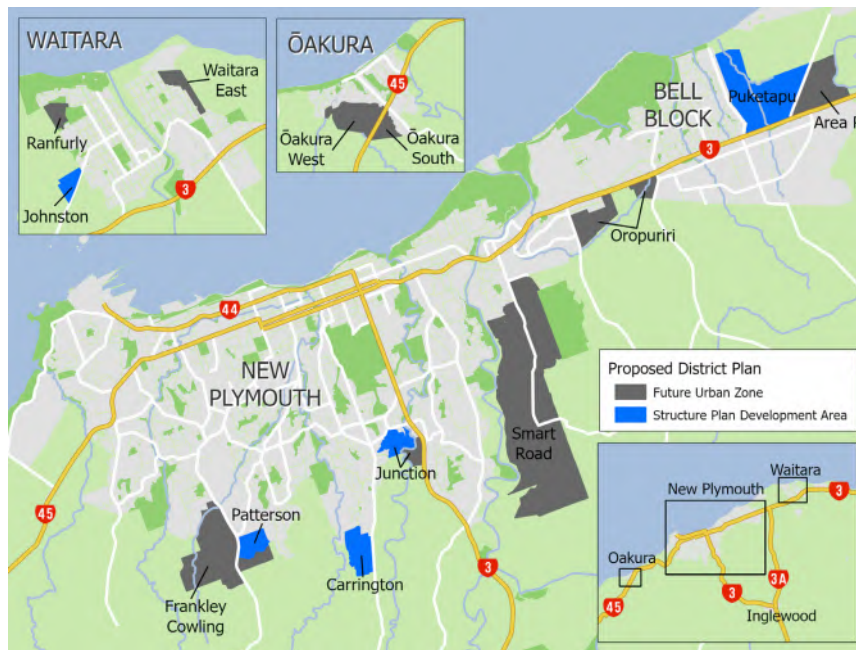 WAITARA
Waitara
East
Ranfurly
Johnston
3
ŌAKURA
45
Ōakura
West
Ōakura
South
BELL
BLOCK
Puketapu
Area
3
Oropuriri
44
NEW
PLYMOUTH
Smart
Road
Junction
45
Patterson
Carrington
Frankley
Cowling
3
Proposed District Plan
Future Urban Zone
Structure Plan Development Area
Waitara
New Plymouth
3
Oakura
3A
3
45
Inglewood